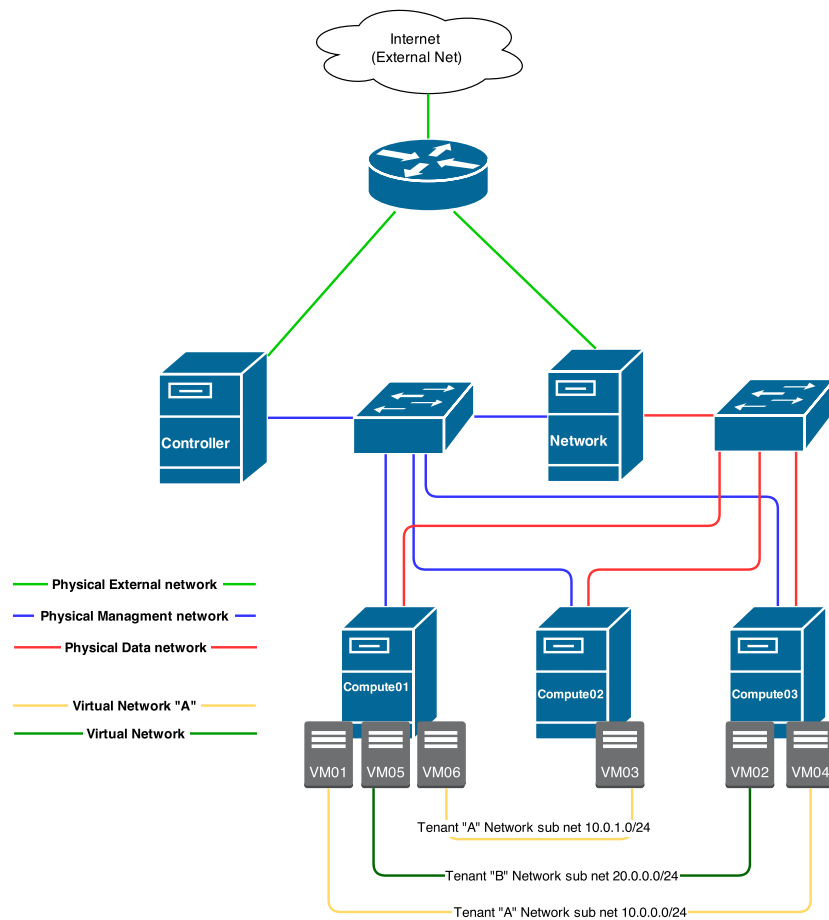 Internet
(External Net)
Controller
Network
Physical External network
Physical Managment network
Physical Data network
Virtual Network "A"
Virtual Network
Compute01
Compute02
Compute03
VM01
VM05
VM06
VM03
VM02
VM04
Tenant "A" Network sub net 10.0.1.0/24
Tenant "B" Network sub net 20.0.0.0/24
Tenant "A" Network sub net 10.0.0.0/24